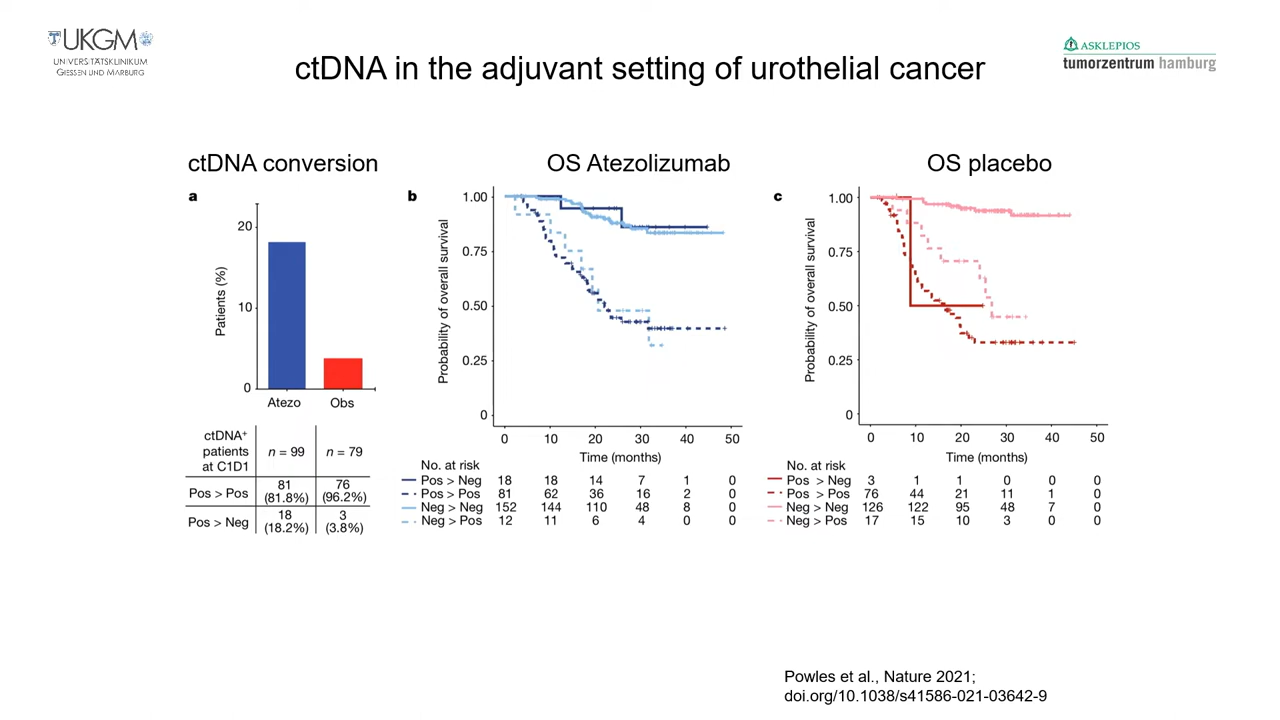 UKGM
UNIVERSITÄTSKLINIKUM
GIESSEN UND MARBURG
ASKLEPIOS
tumorzentrum hamburg
ctDNA in the adjuvant setting of urothelial cancer
ctDNA conversion
a
Patients (%)
20
10
0
Atezo Obs
ctDNA+ patients at C1D1 n = 99 n = 79
Pos > Pos 81 (81.8%) 76 (96.2%)
Pos > Neg 18 (18.2%) 3 (3.8%)
OS Atezolizumab
b
Probability of overall survival
1.00
0.75
0.50
0.25
0
0 10 20 30 40 50
Time (months)
No. at risk
Pos > Neg 18 18 14 7 1 0
Pos > Pos 81 62 36 16 2 0
Neg > Neg 152 144 110 48 8 0
Neg > Pos 12 11 6 4 0 0
OS placebo
c
Probability of overall survival
1.00
0.75
0.50
0.25
0
0 10 20 30 40 50
Time (months)
No. at risk
Pos > Neg 3 1 1 0 0 0
Pos > Pos 76 44 21 11 1 0
Neg > Neg 126 122 95 48 7 0
Neg > Pos 17 15 10 3 0 0
Powles et al., Nature 2021;
doi.org/10.1038/s41586-021-03642-9